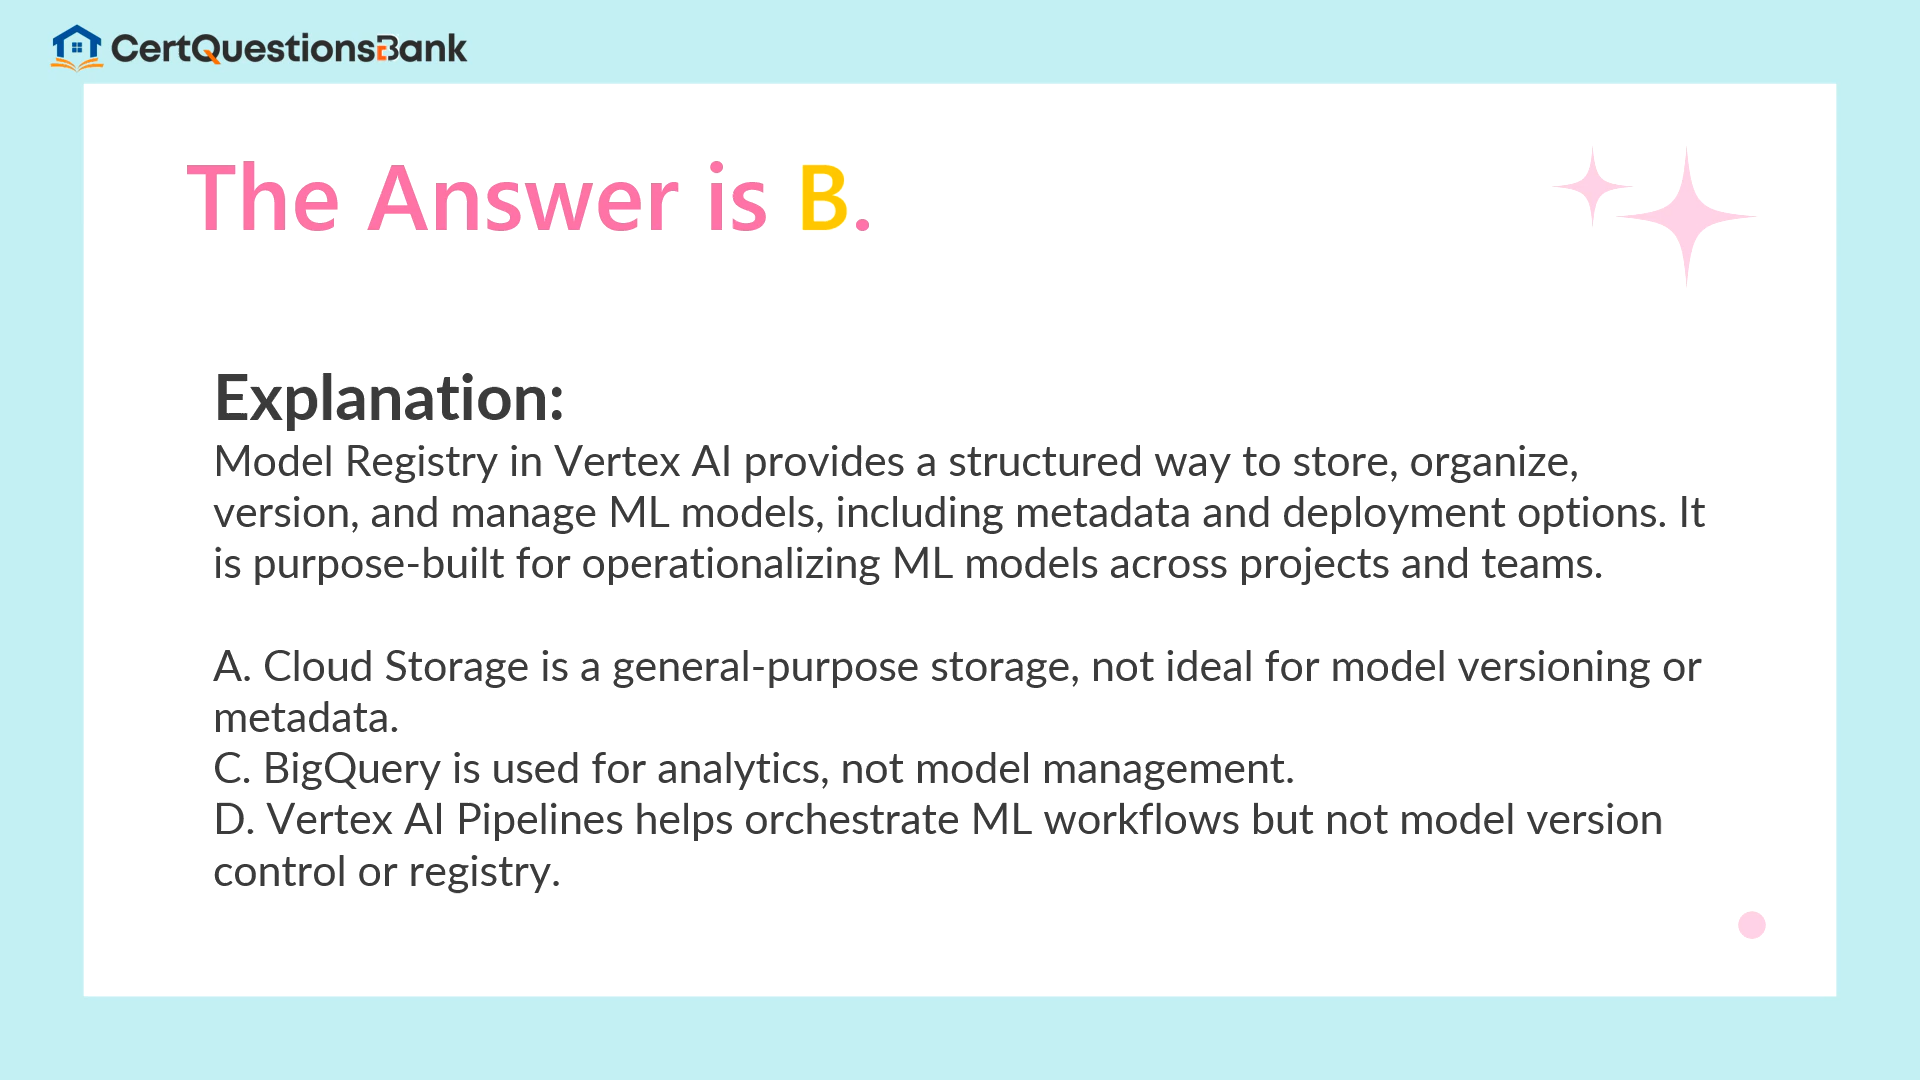 CertQuestionsBank
The Answer is B.
Explanation:
Model Registry in Vertex AI provides a structured way to store, organize,
version, and manage ML models, including metadata and deployment options. It
is purpose-built for operationalizing ML models across projects and teams.
A. Cloud Storage is a general-purpose storage, not ideal for model versioning or
metadata.
C. BigQuery is used for analytics, not model management.
D. Vertex AI Pipelines helps orchestrate ML workflows but not model version
control or registry.